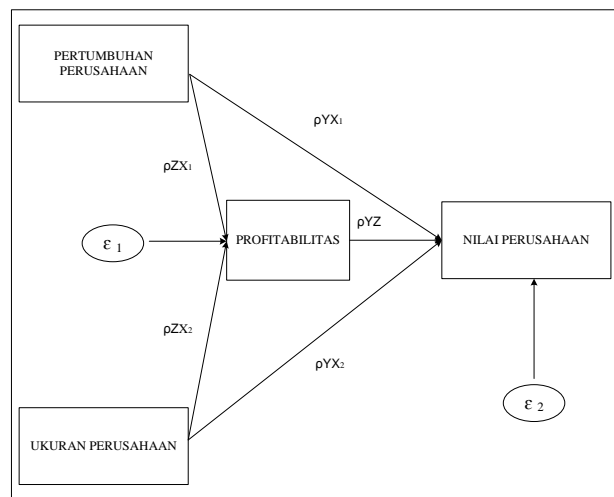 PERTUMBUHAN
PERUSAHAAN
ρYX1
ρZX1
ρYZ
ε 1
PROFITABILITAS
NILAI PERUSAHAAN
ρZX2
ρYX2
ε 2
UKURAN PERUSAHAAN